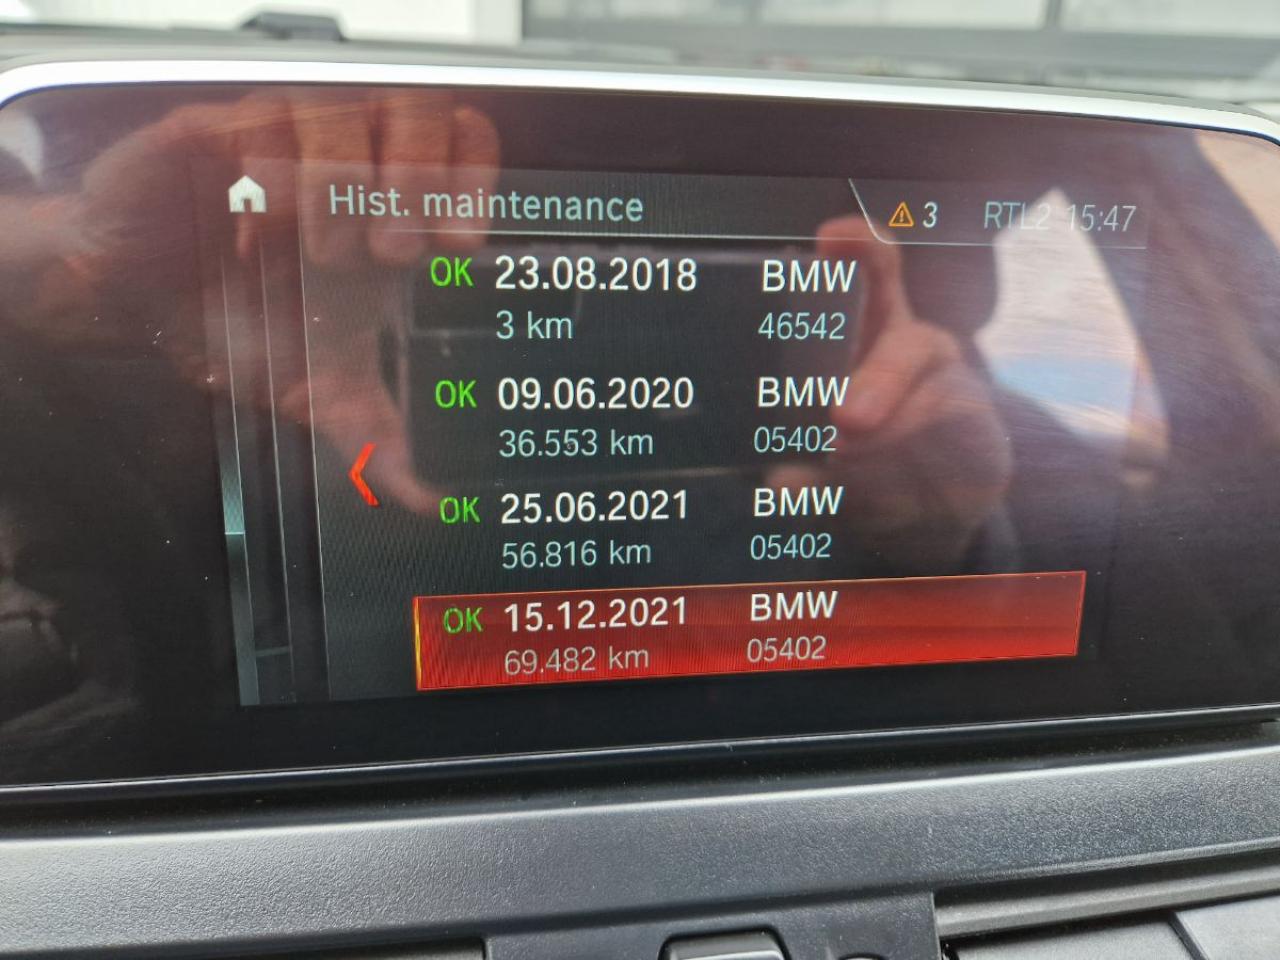 Hist. maintenance
3 RTL2 15:47
OK 23.08.2018 BMW
3 km 46542
OK 09.06.2020 BMW
36.553 km 05402
OK 25.06.2021 BMW
56.816 km 05402
OK 15.12.2021 BMW
69.482 km 05402